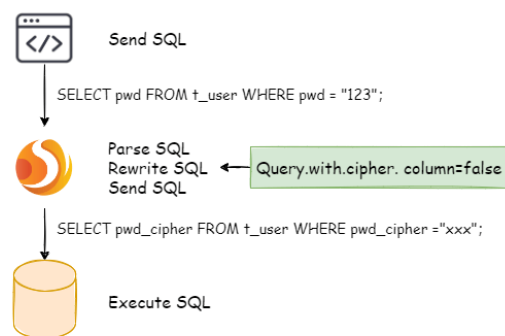 </>
Send SQL
SELECT pwd FROM t_user WHERE pwd = "123";
Parse SQL
Rewrite SQL
Send SQL
Query.with.cipher. column=false
SELECT pwd_cipher FROM t_user WHERE pwd_cipher ="xxx";
Execute SQL